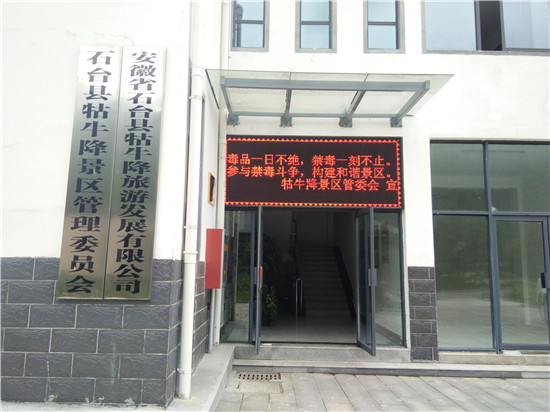 石台县牯牛降景区管理委员会
安徽省石台县牯牛降旅游发展有限公司
毒品一日不绝，禁毒一刻不止。
参与禁毒斗争，构建和谐景区。
牯牛降景区管委会 宣